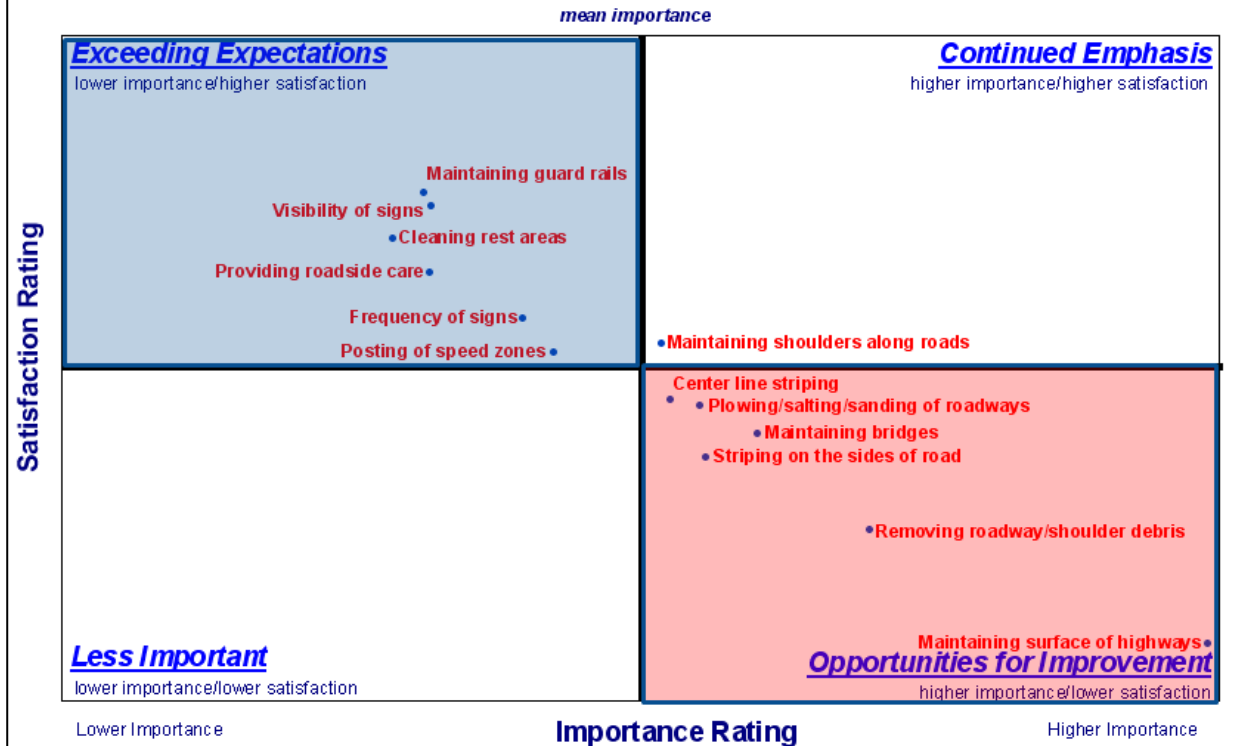 mean importance
Exceeding Expectations
lower importance/higher satisfaction
Continued Emphasis
higher importance/higher satisfaction
Maintaining guard rails
Visibility of signs
Cleaning rest areas
Providing roadside care
Frequency of signs
Posting of speed zones
Maintaining shoulders along roads
Satisfaction Rating
Center line striping
Plowing/salting/sanding of roadways
Maintaining bridges
Striping on the sides of road
Removing roadway/shoulder debris
Maintaining surface of highways
Less Important
lower importance/lower satisfaction
Opportunities for Improvement
higher importance/lower satisfaction
Lower Importance
Importance Rating
Higher Importance